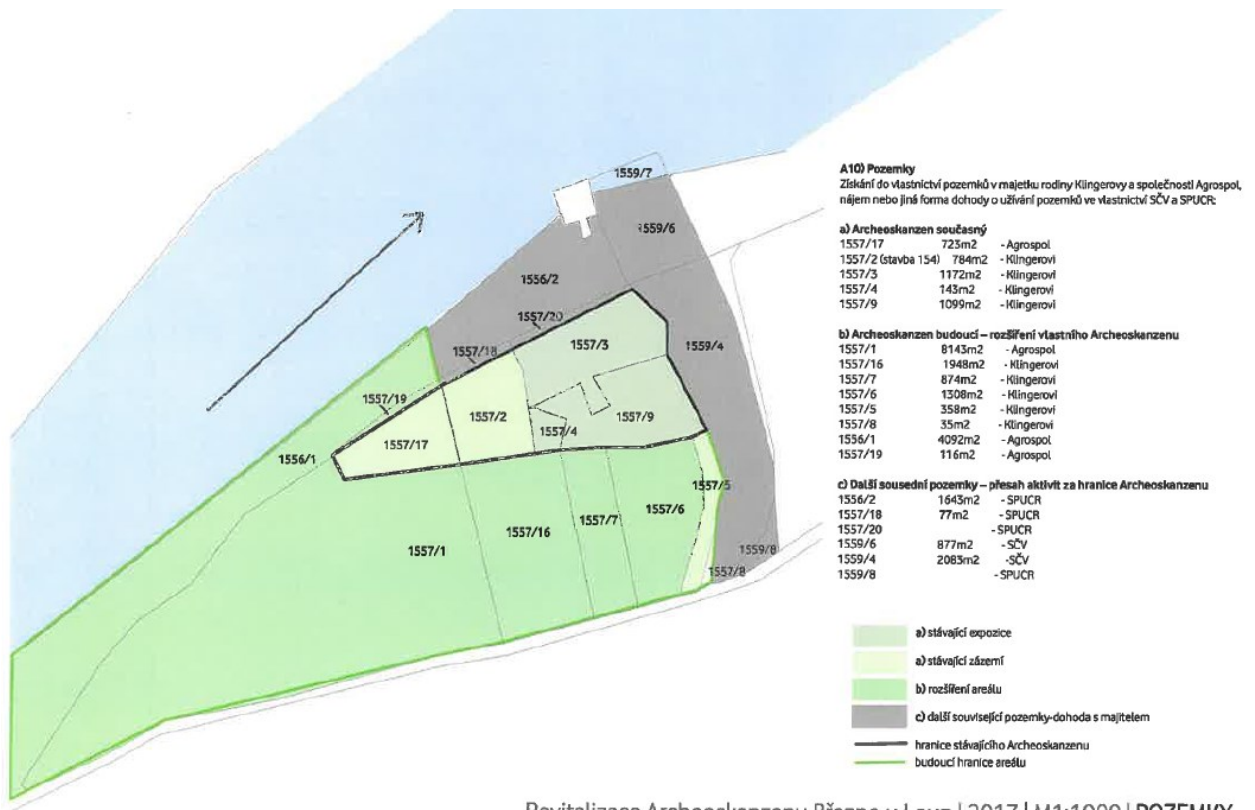 1559/7
1559/6
1556/2
1557/20
1557/18
1557/3
1559/4
1557/19
1557/2
1557/9
1557/4
1557/17
1556/1
1557/5
1557/6
1557/7
1557/16
1557/1
1559/8
1557/8
A10) Pozemky
Získání do vlastnictví pozemků v majetku rodiny Klingerovy a společnosti Agrospol,
nájem nebo jiná forma dohody o užívání pozemků ve vlastnictví SČV a SPUCR:
a) Archeoskanzen současný
1557/17 723m2 - Agrospol
1557/2 (stavba 154) 784m2 - Klingerovi
1557/3 1172m2 - Klingerovi
1557/4 143m2 - Klingerovi
1557/9 1099m2 - Klingerovi
b) Archeoskanzen budoucí – rozšíření vlastního Archeoskanzenu
1557/1 8143m2 - Agrospol
1557/16 1948m2 - Klingerovi
1557/7 874m2 - Klingerovi
1557/6 1308m2 - Klingerovi
1557/5 358m2 - Klingerovi
1557/8 35m2 - Klingerovi
1556/1 4092m2 - Agrospol
1557/19 116m2 - Agrospol
c) Další sousední pozemky – přesah aktivit za hranice Archeoskanzenu
1556/2 1643m2 - SPUCR
1557/18 77m2 - SPUCR
1557/20 - SPUCR
1559/6 877m2 - SČV
1559/4 2083m2 -SČV
1559/8 - SPUCR
a) stávající expozice
a) stávající zázemí
b) rozšíření areálu
c) další související pozemky-dohoda s majitelem
hranice stávajícího Archeoskanzenu
budoucí hranice areálu
Revitalizace Archeoskanzenu Březno u Loun | 2017 | M1:1000 | POZEMKY